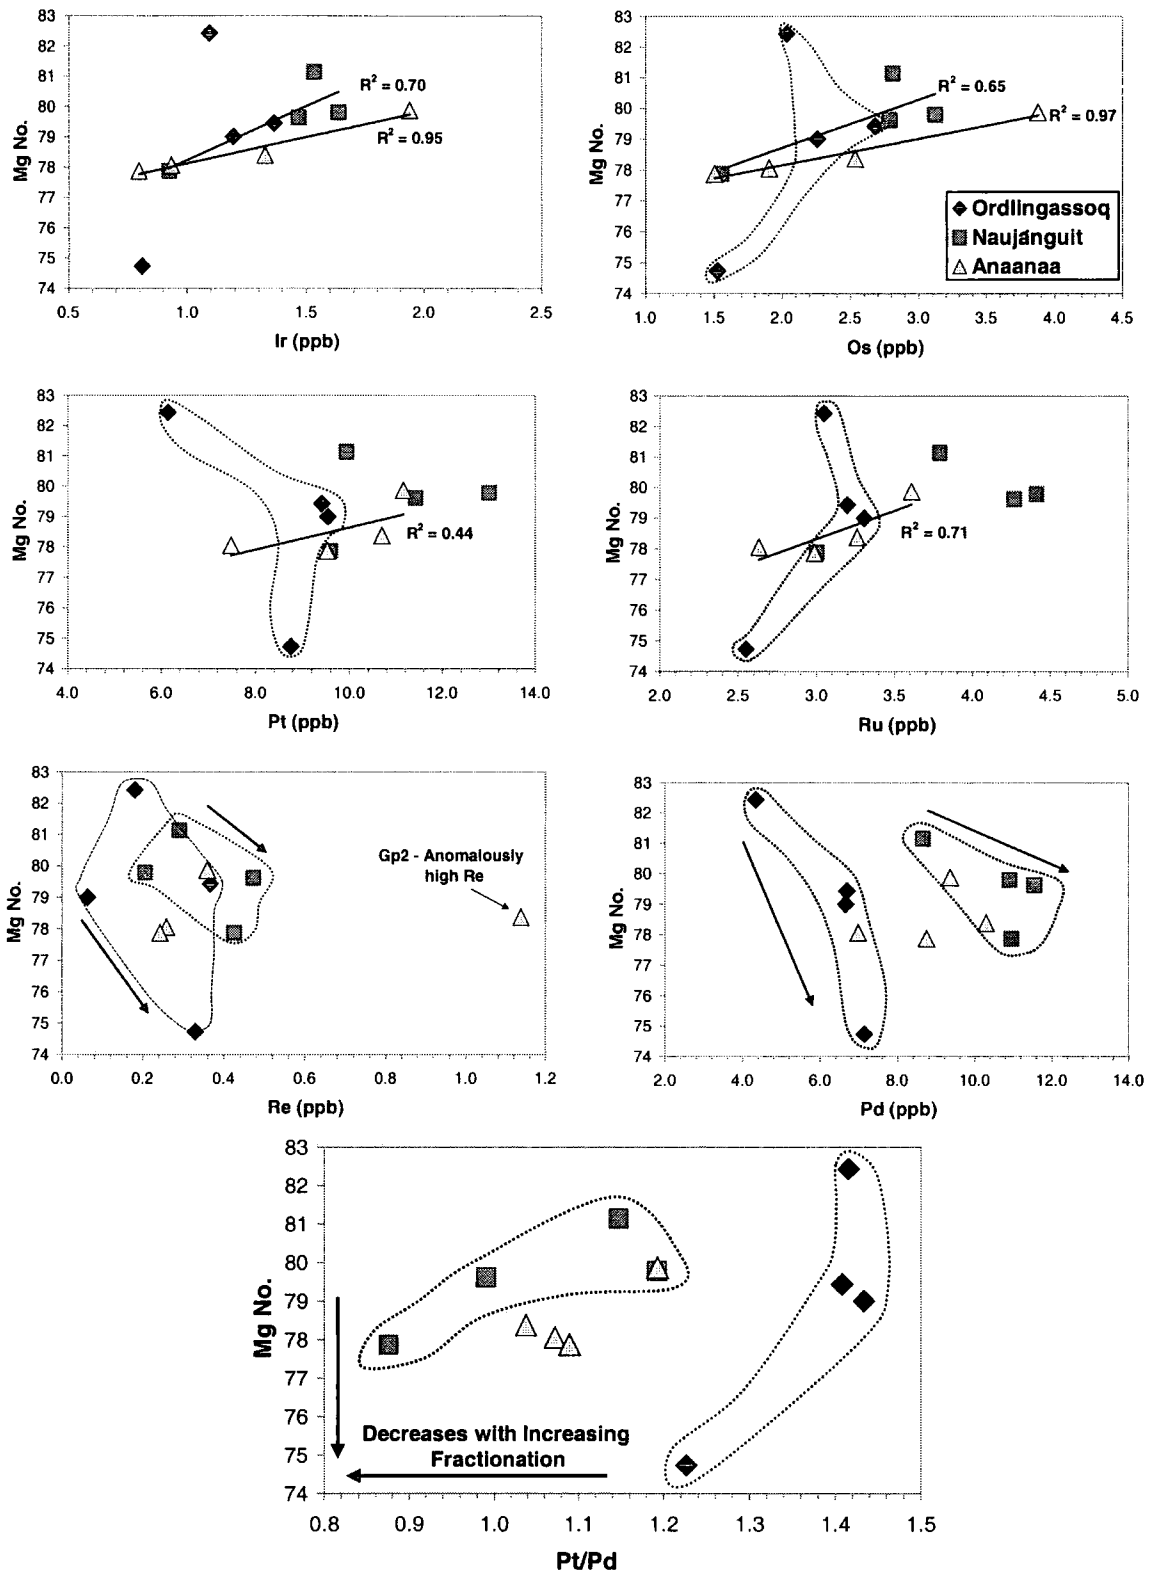 83
82
81
80
79
78
77
76
75
74
Mg No.
R² = 0.70
R² = 0.95
0.5 1.0 1.5 2.0 2.5
Ir (ppb)
83
82
81
80
79
78
77
76
75
74
Mg No.
R² = 0.65
R² = 0.97
Ordlingassoq
Naujánguit
Anaanaa
1.0 1.5 2.0 2.5 3.0 3.5 4.0 4.5
Os (ppb)
83
82
81
80
79
78
77
76
75
74
Mg No.
R² = 0.44
4.0 6.0 8.0 10.0 12.0 14.0
Pt (ppb)
83
82
81
80
79
78
77
76
75
74
Mg No.
R² = 0.71
2.0 3.0 4.0 5.0
Ru (ppb)
83
82
81
80
79
78
77
76
75
74
Mg No.
Gp2 - Anomalously
high Re
0.0 0.2 0.4 0.6 0.8 1.0 1.2
Re (ppb)
83
82
81
80
79
78
77
76
75
74
Mg No.
2.0 4.0 6.0 8.0 10.0 12.0 14.0
Pd (ppb)
83
82
81
80
79
78
77
76
75
74
Mg No.
Decreases with Increasing
Fractionation
0.8 0.9 1.0 1.1 1.2 1.3 1.4 1.5
Pt/Pd